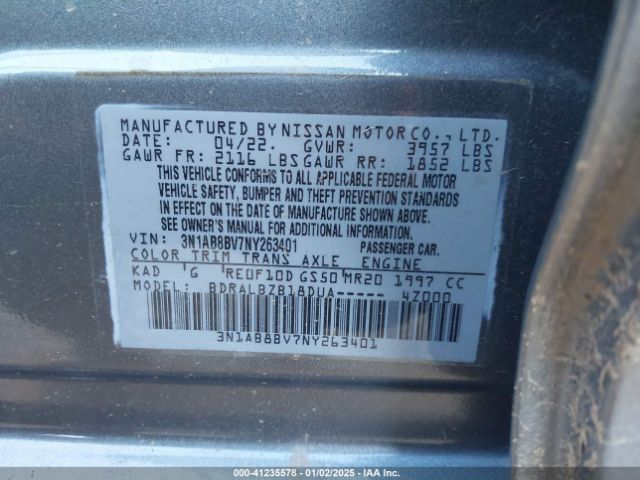 MANUFACTURED BY NISSAN MOTOR CO., LTD.
DATE: 04/22. GVWR: 3957 LBS
GAWR FR: 2116 LBS GAWR RR: 1852 LBS
THIS VEHICLE CONFORMS TO ALL APPLICABLE FEDERAL MOTOR
VEHICLE SAFETY, BUMPER AND THEFT PREVENTION STANDARDS
IN EFFECT ON THE DATE OF MANUFACTURE SHOWN ABOVE.
SEE OWNER'S MANUAL FOR ADDITIONAL INFORMATION.
VIN: 3N1AB8BV7NY263401 PASSENGER CAR.
COLOR TRIM TRANS AXLE ENGINE
KAD G RE0F10D GS50 MR20 1997 CC
MODEL: BDRALBZB18DUA----- 4Z000
3N1AB8BV7NY263401
000-41235578 - 01/02/2025 - IAA Inc.